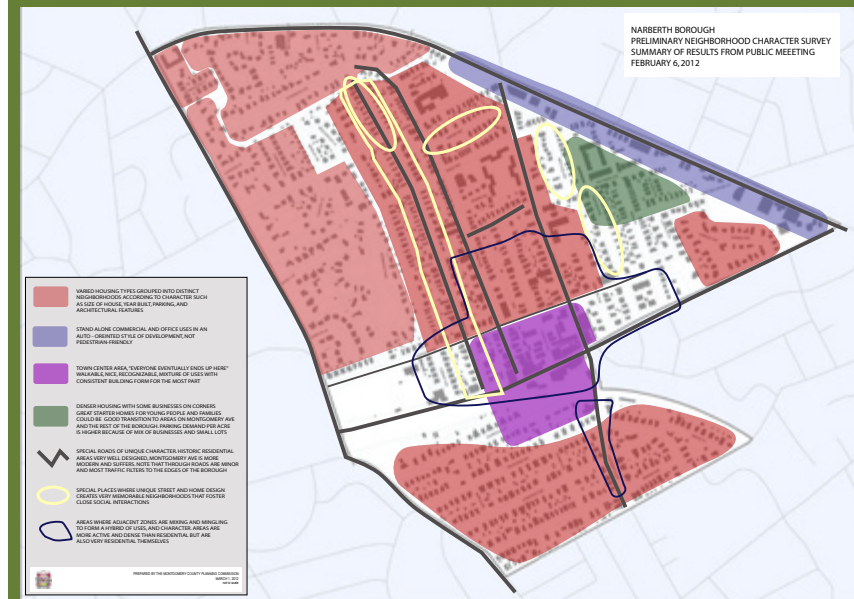 NARBERTH BOROUGH
PRELIMINARY NEIGHBORHOOD CHARACTER SURVEY
SUMMARY OF RESULTS FROM PUBLIC MEEETING
FEBRUARY 6, 2012
VARIED HOUSING TYPES GROUPED INTO DISTINCT
NEIGHBORHOODS ACCORDING TO CHARACTER SUCH
AS SIZE OF HOUSE, YEAR BUILT, PARKING, AND
ARCHITECTURAL FEATURES
STAND ALONE COMMERCIAL AND OFFICE USES IN AN
AUTO - OREINTED STYLE OF DEVELOPMENT, NOT
PEDESTRIAN-FRIENDLY
TOWN CENTER AREA, "EVERYONE EVENTUALLY ENDS UP HERE"
WALKABLE, NICE, RECOGNIZABLE, MIXTURE OF USES WITH
CONSISTENT BUILDING FORM FOR THE MOST PART
DENSER HOUSING WITH SOME BUSINESSES ON CORNERS
GREAT STARTER HOMES FOR YOUNG PEOPLE AND FAMILIES
COULD BE GOOD TRANSITION TO AREAS ON MONTGOMERY AVE
AND THE REST OF THE BOROUGH. PARKING DEMAND PER ACRE
IS HIGHER BECAUSE OF MIX OF BUSINESSES AND SMALL LOTS
SPECIAL ROADS OF UNIQUE CHARACTER. HISTORIC RESIDENTIAL
AREAS VERY WELL DESIGNED, MONTGOMERY AVE IS MORE
MODERN AND SUFFERS. NOTE THAT THROUGH ROADS ARE MINOR
AND MOST TRAFFIC FILTERS TO THE EDGES OF THE BOROUGH
SPECIAL PLACES WHERE UNIQUE STREET AND HOME DESIGN
CREATES VERY MEMORABLE NEIGHBORHOODS THAT FOSTER
CLOSE SOCIAL INTERACTIONS
AREAS WHERE ADJACENT ZONES ARE MIXING AND MINGLING
TO FORM A HYBRID OF USES, AND CHARACTER. AREAS ARE
MORE ACTIVE AND DENSE THAN RESIDENTIAL BUT ARE
ALSO VERY RESIDENTIAL THEMSELVES
PREPARED BY THE MONTGOMERY COUNTY PLANNING COMMISSION
MARCH 1, 2012
not to scale